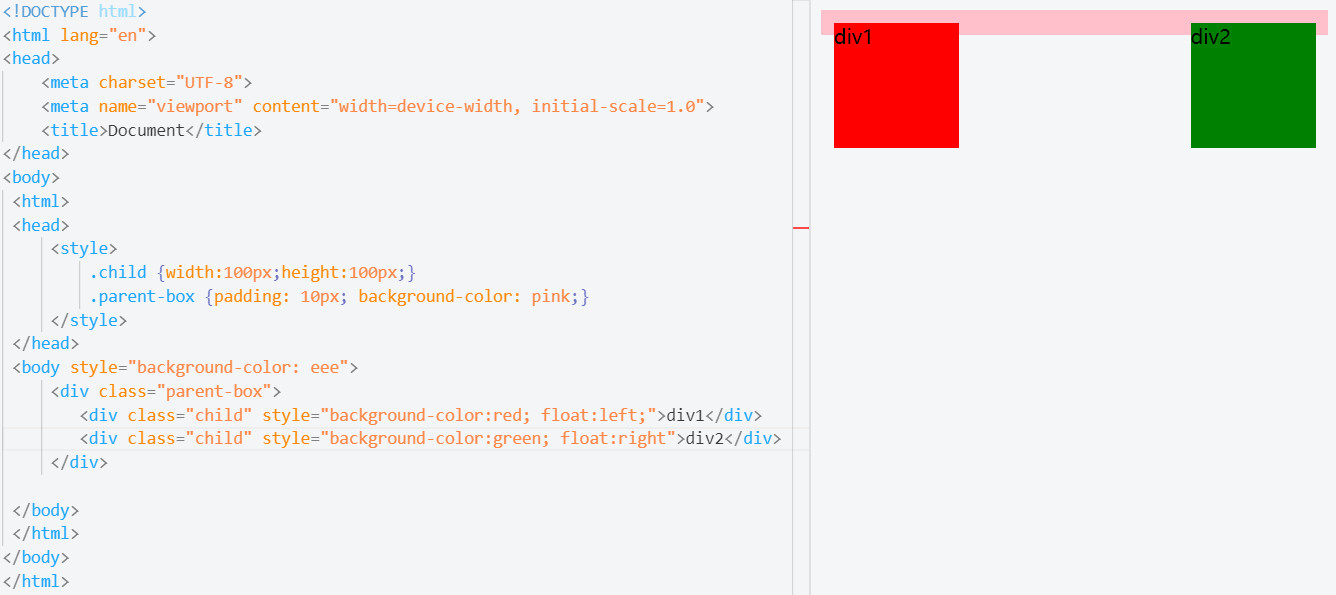 <!DOCTYPE html>
<html lang="en">
<head>
    <meta charset="UTF-8">
    <meta name="viewport" content="width=device-width, initial-scale=1.0">
    <title>Document</title>
</head>
<body>
 <html>
 <head>
     <style>
         .child {width:100px;height:100px;}
         .parent-box {padding: 10px; background-color: pink;}
     </style>
 </head>
 <body style="background-color: eee">
     <div class="parent-box">
        <div class="child" style="background-color:red; float:left;">div1</div>
        <div class="child" style="background-color:green; float:right">div2</div>
     </div>

 </body>
 </html>
</body>
</html>
div1
div2